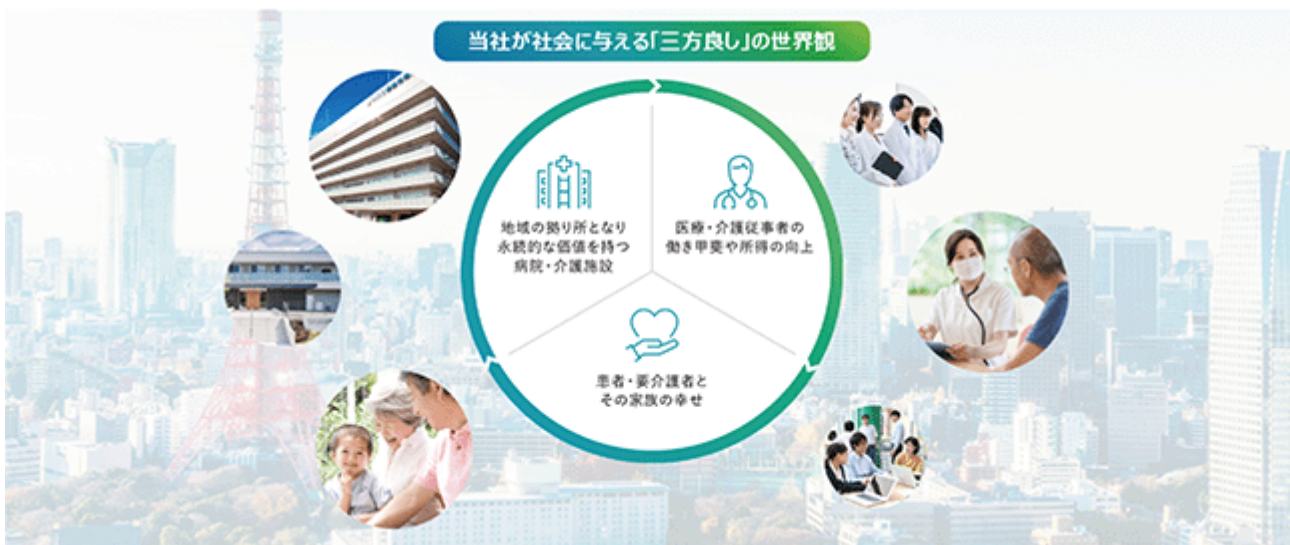 当社が社会に与える「三方良し」の世界観
地域の拠り所となり
永続的な価値を持つ
病院・介護施設
医療・介護従事者の
働き甲斐や所得の向上
患者・要介護者と
その家族の幸せ